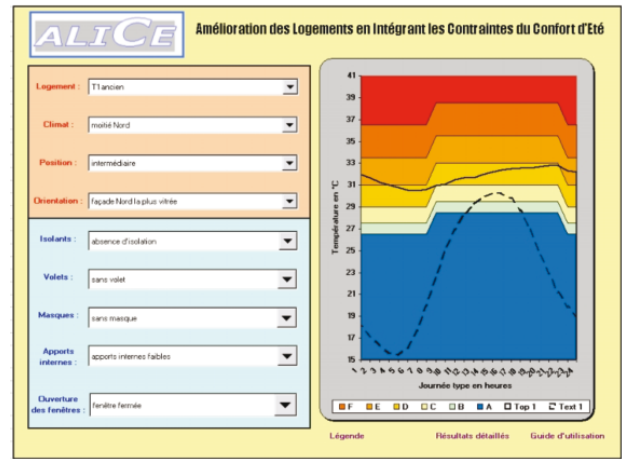 ALICE
Amélioration des Logements en Intégrant les Contraintes du Confort d'Eté
Logement : T1 ancien
Climat : moitié Nord
Position : intermédiaire
Orientation : façade Nord la plus vitrée
Isolants : absence d'isolation
Volets : sans volet
Masques : sans masque
Apports
internes : apports internes faibles
Ouverture
des fenêtres : fenêtre fermée
Température en °C
41
39
37
35
33
31
29
27
25
23
21
19
17
15
1 2 3 4 5 6 7 8 9 10 11 12 13 14 15 16 17 18 19 20 21 22 23 24
Journée type en heures
F E D C B A Top 1 Text 1
Légende Résultats détaillés Guide d'utilisation